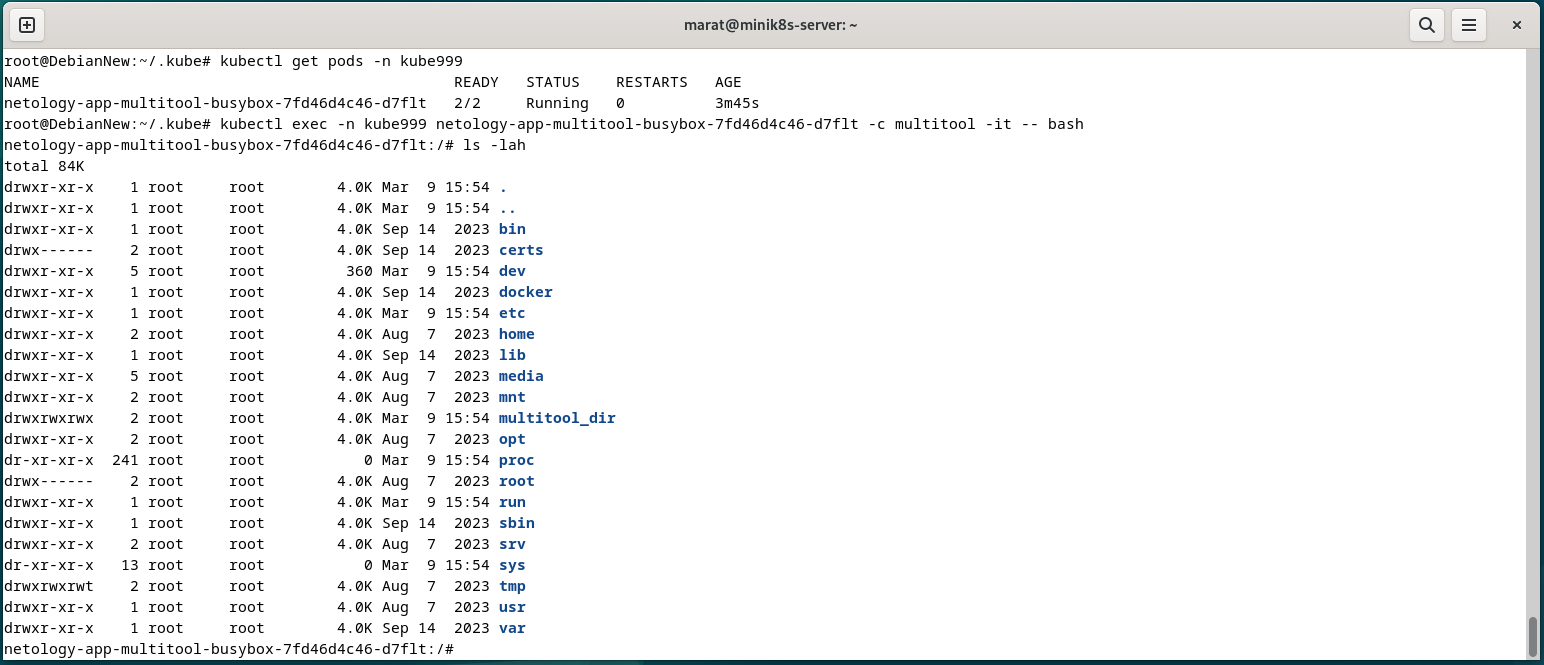 marat@minik8s-server: ~
root@DebianNew:~/.kube# kubectl get pods -n kube999
NAME                                              READY   STATUS    RESTARTS   AGE
netology-app-multitool-busybox-7fd46d4c46-d7flt   2/2     Running   0          3m45s
root@DebianNew:~/.kube# kubectl exec -n kube999 netology-app-multitool-busybox-7fd46d4c46-d7flt -c multitool -it -- bash
netology-app-multitool-busybox-7fd46d4c46-d7flt:/# ls -lah
total 84K
drwxr-xr-x    1 root     root        4.0K Mar  9 15:54 .
drwxr-xr-x    1 root     root        4.0K Mar  9 15:54 ..
drwxr-xr-x    1 root     root        4.0K Sep 14  2023 bin
drwx------    2 root     root        4.0K Sep 14  2023 certs
drwxr-xr-x    5 root     root         360 Mar  9 15:54 dev
drwxr-xr-x    1 root     root        4.0K Sep 14  2023 docker
drwxr-xr-x    1 root     root        4.0K Mar  9 15:54 etc
drwxr-xr-x    2 root     root        4.0K Aug  7  2023 home
drwxr-xr-x    1 root     root        4.0K Sep 14  2023 lib
drwxr-xr-x    5 root     root        4.0K Aug  7  2023 media
drwxr-xr-x    2 root     root        4.0K Aug  7  2023 mnt
drwxrwxrwx    2 root     root        4.0K Mar  9 15:54 multitool_dir
drwxr-xr-x    2 root     root        4.0K Aug  7  2023 opt
dr-xr-xr-x  241 root     root           0 Mar  9 15:54 proc
drwx------    2 root     root        4.0K Aug  7  2023 root
drwxr-xr-x    1 root     root        4.0K Mar  9 15:54 run
drwxr-xr-x    1 root     root        4.0K Sep 14  2023 sbin
drwxr-xr-x    2 root     root        4.0K Aug  7  2023 srv
dr-xr-xr-x   13 root     root           0 Mar  9 15:54 sys
drwxrwxrwt    2 root     root        4.0K Aug  7  2023 tmp
drwxr-xr-x    1 root     root        4.0K Aug  7  2023 usr
drwxr-xr-x    1 root     root        4.0K Sep 14  2023 var
netology-app-multitool-busybox-7fd46d4c46-d7flt:/#